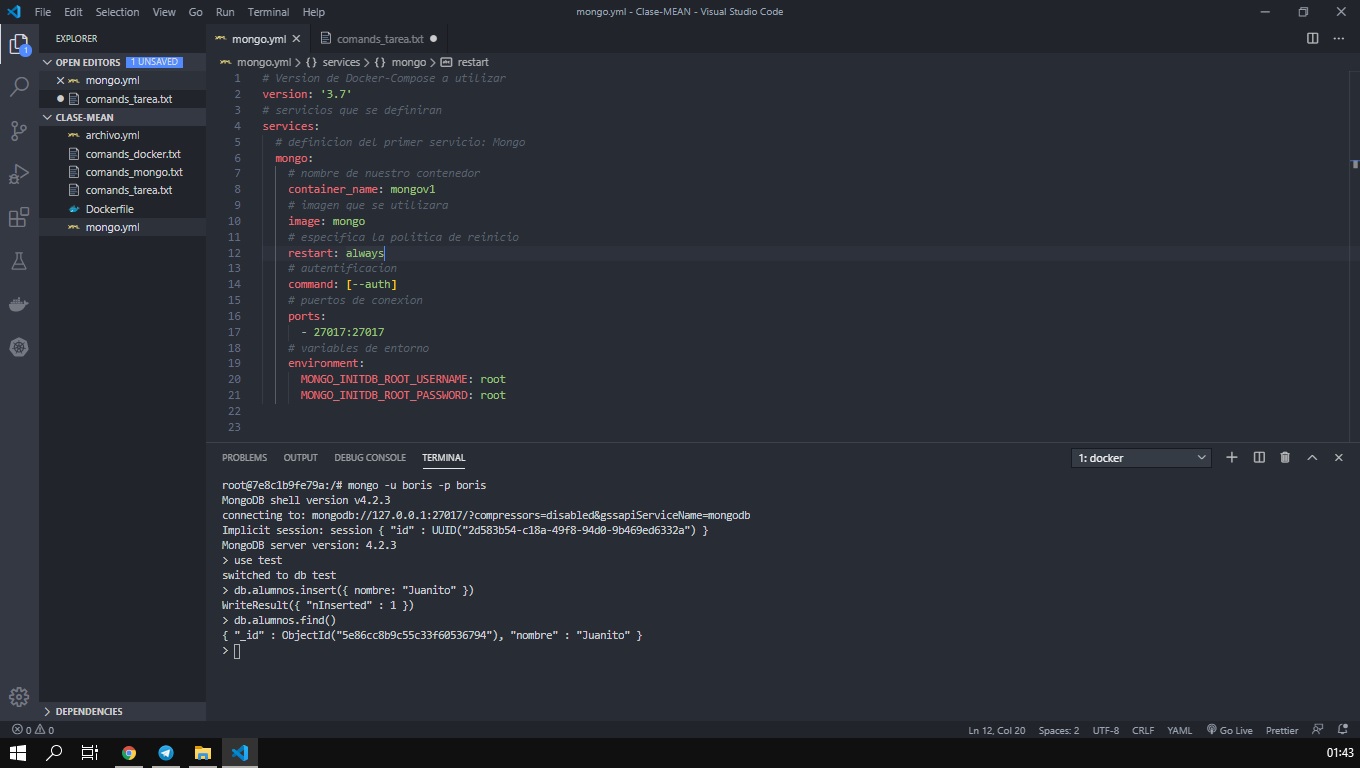 File Edit Selection View Go Run Terminal Help
mongo.yml - Clase-MEAN - Visual Studio Code
1
EXPLORER
OPEN EDITORS 1 UNSAVED
mongo.yml
comands_tarea.txt
CLASE-MEAN
archivo.yml
comands_docker.txt
comands_mongo.txt
comands_tarea.txt
Dockerfile
mongo.yml
DEPENDENCIES
mongo.yml comands_tarea.txt
mongo.yml > {} services > {} mongo > restart
1 # Version de Docker-Compose a utilizar
2 version: '3.7'
3 # servicios que se definiran
4 services:
5 # definicion del primer servicio: Mongo
6 mongo:
7 # nombre de nuestro contenedor
8 container_name: mongov1
9 # imagen que se utilizara
10 image: mongo
11 # especifica la politica de reinicio
12 restart: always
13 # autentificacion
14 command: [--auth]
15 # puertos de conexion
16 ports:
17 - 27017:27017
18 # variables de entorno
19 environment:
20 MONGO_INITDB_ROOT_USERNAME: root
21 MONGO_INITDB_ROOT_PASSWORD: root
22
23
PROBLEMS OUTPUT DEBUG CONSOLE TERMINAL
1: docker
root@7e8c1b9fe79a:/# mongo -u boris -p boris
MongoDB shell version v4.2.3
connecting to: mongodb://127.0.0.1:27017/?compressors=disabled&gssapiServiceName=mongodb
Implicit session: session { "id" : UUID("2d583b54-c18a-49f8-94d0-9b469ed6332a") }
MongoDB server version: 4.2.3
> use test
switched to db test
> db.alumnos.insert({ nombre: "Juanito" })
WriteResult({ "nInserted" : 1 })
> db.alumnos.find()
{ "_id" : ObjectId("5e86cc8b9c55c33f60536794"), "nombre" : "Juanito" }
>
0 0
Ln 12, Col 20 Spaces: 2 UTF-8 CRLF YAML Go Live Prettier
01:43